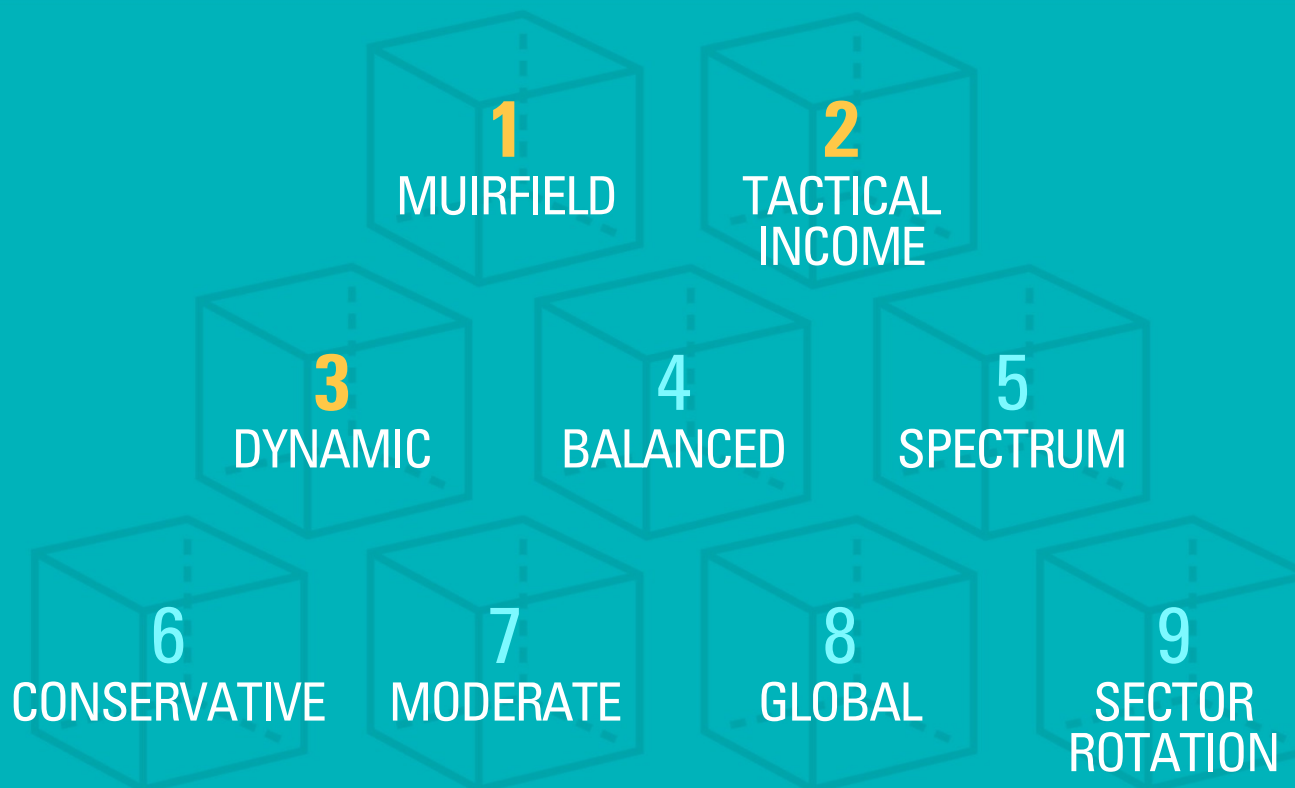 1
MUIRFIELD
2
TACTICAL
INCOME
3
DYNAMIC
4
BALANCED
5
SPECTRUM
6
CONSERVATIVE
7
MODERATE
8
GLOBAL
9
SECTOR
ROTATION